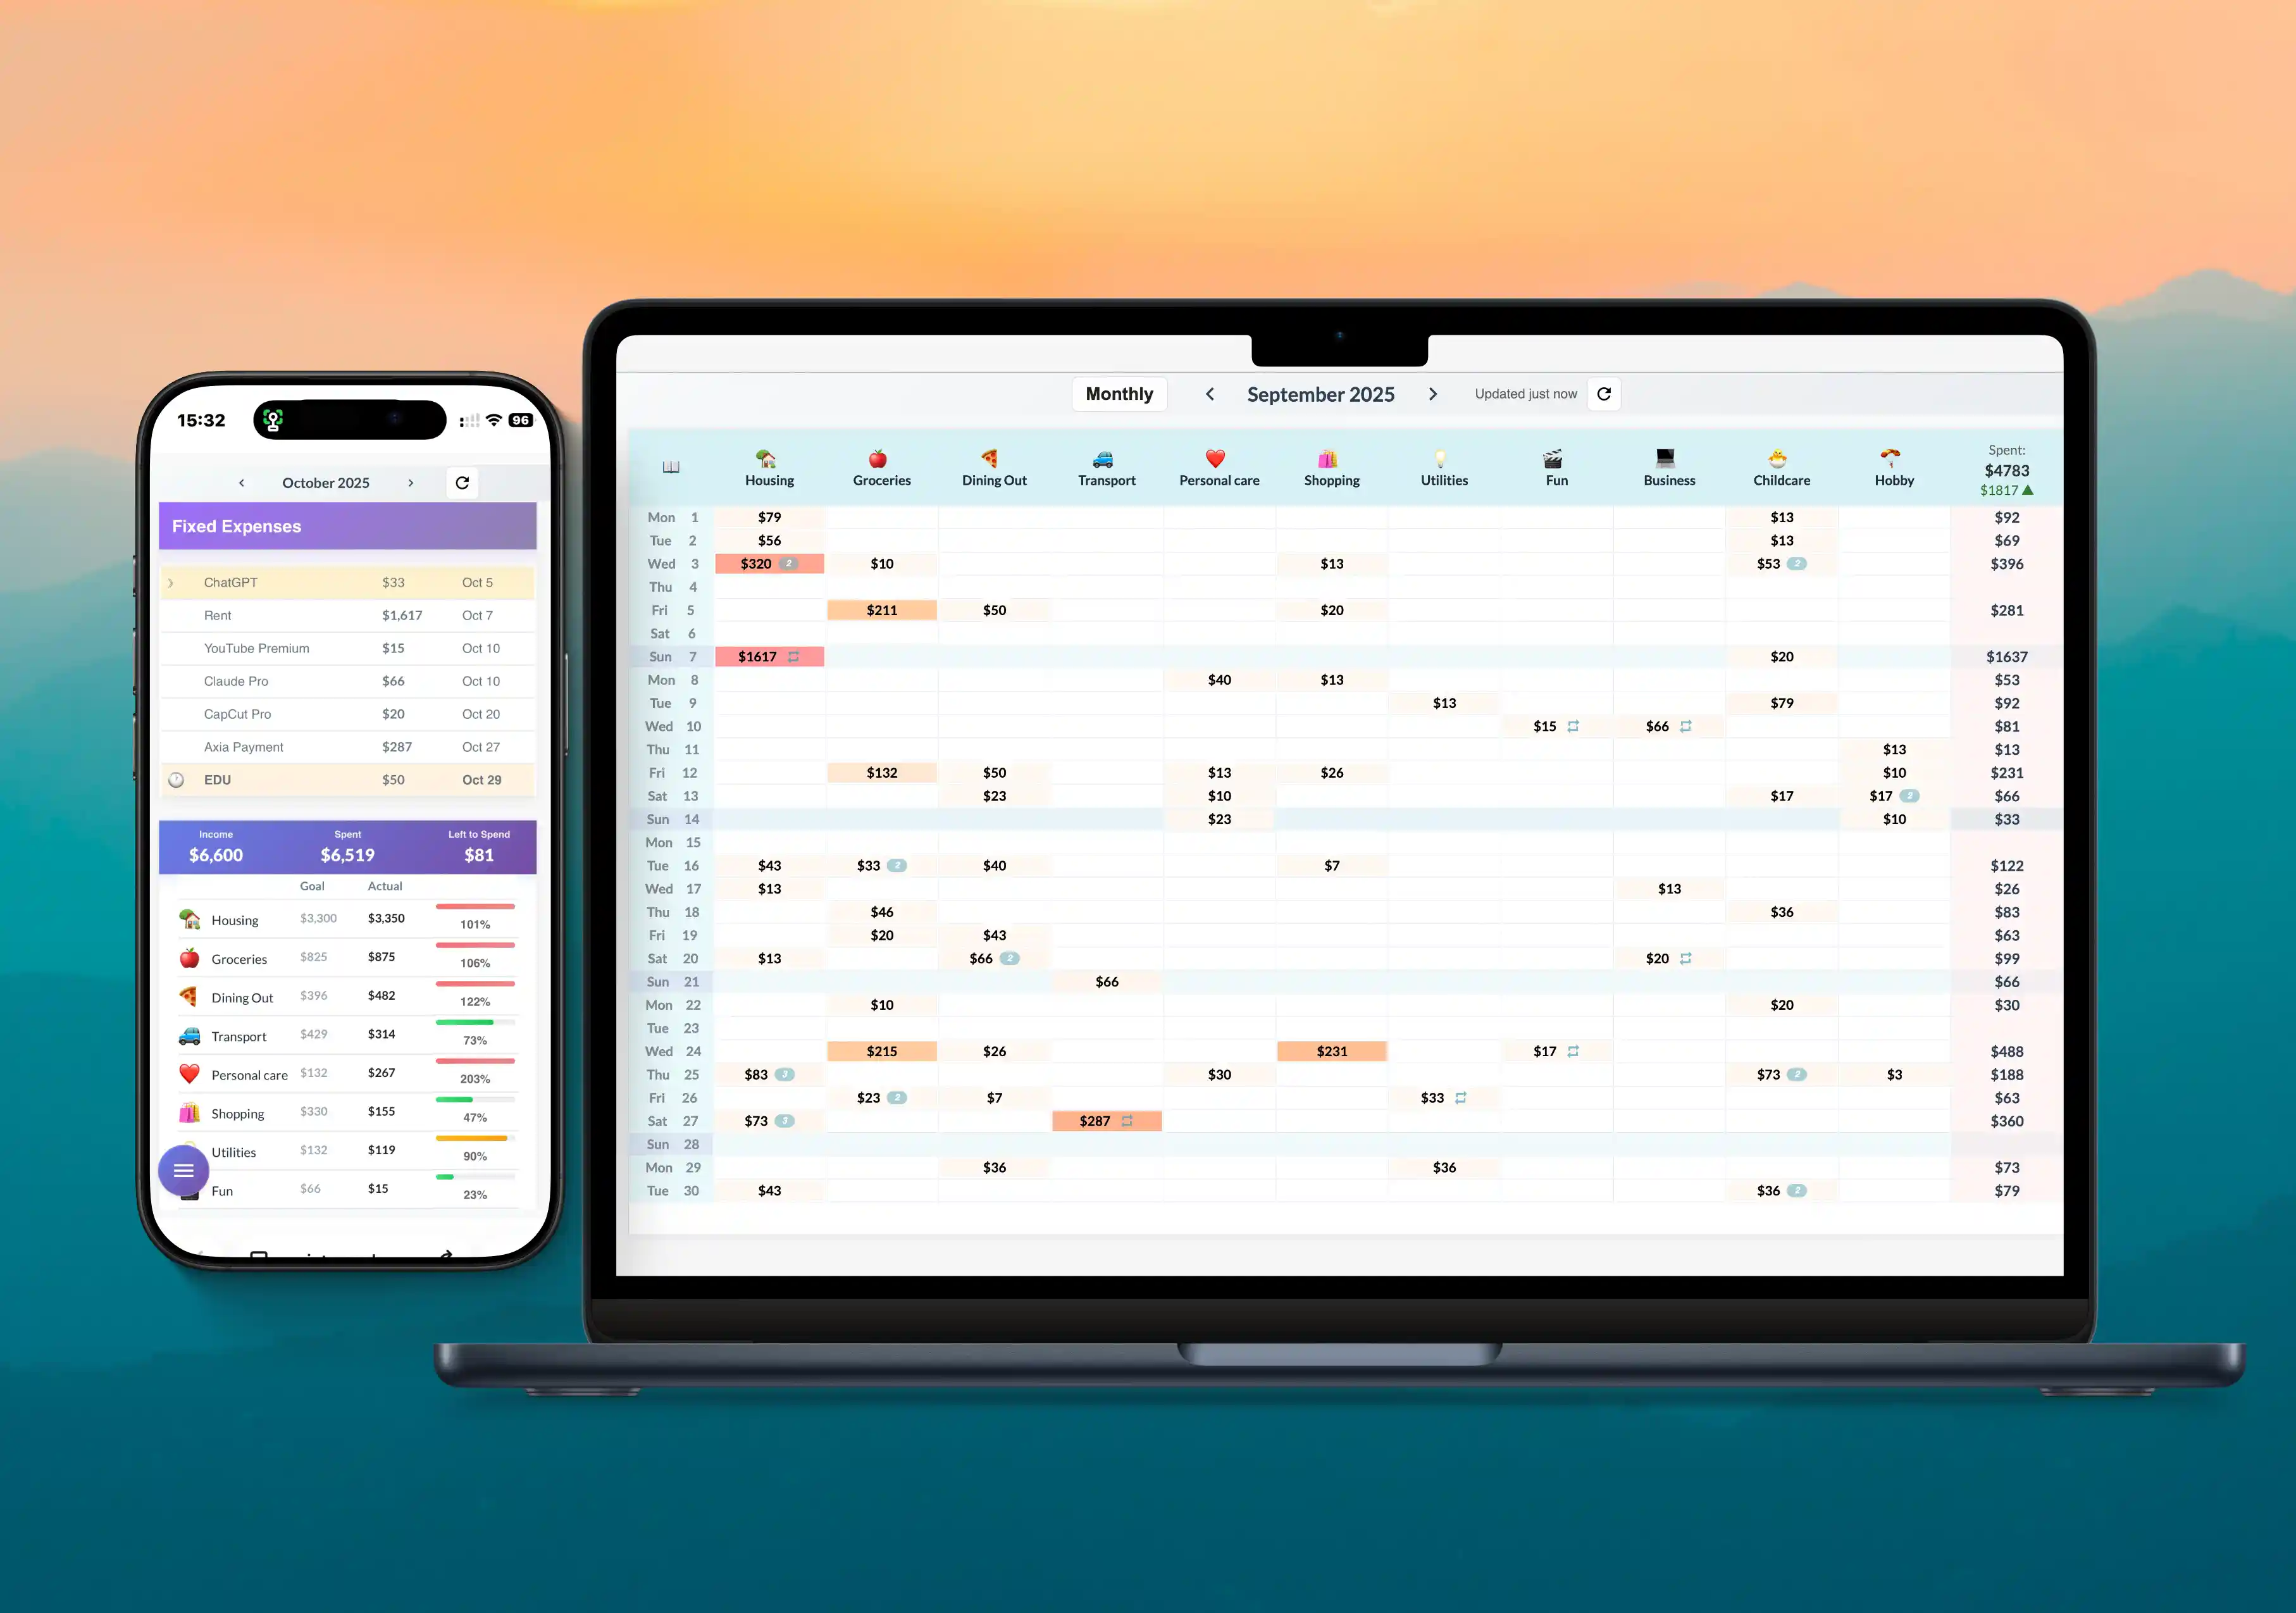 15:32
96
October 2025
Fixed Expenses
ChatGPT $33 Oct 5
Rent $1,617 Oct 7
YouTube Premium $15 Oct 10
Claude Pro $66 Oct 10
CapCut Pro $20 Oct 20
Axia Payment $287 Oct 27
EDU $50 Oct 29
Income Spent Left to Spend
$6,600 $6,519 $81
Goal Actual
Housing $3,300 $3,350 101%
Groceries $825 $875 106%
Dining Out $396 $482 122%
Transport $429 $314 73%
Personal care $132 $267 203%
Shopping $330 $155 47%
Utilities $132 $119 90%
Fun $66 $15 23%
Monthly September 2025 Updated just now
Housing Groceries Dining Out Transport Personal care Shopping Utilities Fun Business Childcare Hobby
Spent:
$4783
$1817
Mon 1 $79 $13 $92
Tue 2 $56 $13 $69
Wed 3 $320 2 $10 $13 $53 2 $396
Thu 4
Fri 5 $211 $50 $20 $281
Sat 6
Sun 7 $1617 $20 $1637
Mon 8 $40 $13 $53
Tue 9 $13 $79 $92
Wed 10 $15 $66 $81
Thu 11 $13 $13
Fri 12 $132 $50 $13 $26 $10 $231
Sat 13 $23 $10 $17 $17 2 $66
Sun 14 $23 $10 $33
Mon 15
Tue 16 $43 $33 2 $40 $7 $122
Wed 17 $13 $13 $26
Thu 18 $46 $36 $83
Fri 19 $20 $43 $63
Sat 20 $13 $66 2 $20 $99
Sun 21 $66 $66
Mon 22 $10 $20 $30
Tue 23
Wed 24 $215 $26 $231 $17 $488
Thu 25 $83 3 $30 $73 2 $3 $188
Fri 26 $23 2 $7 $33 $63
Sat 27 $73 3 $287 $360
Sun 28
Mon 29 $36 $36 $73
Tue 30 $43 $36 2 $79